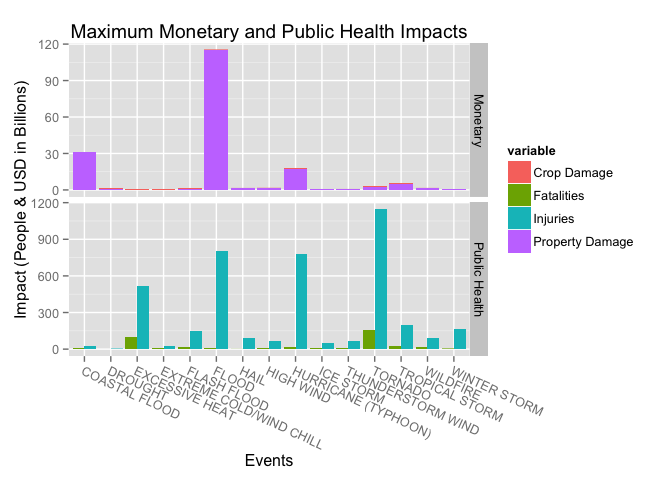 Maximum Monetary and Public Health Impacts
120
90
60
30
0
Monetary
1200
900
600
300
0
Public Health
Impact (People & USD in Billions)
COASTAL FLOOD
DROUGHT
EXCESSIVE HEAT
EXTREME COLD/WIND CHILL
FLASH FLOOD
FLOOD
HAIL
HIGH WIND
HURRICANE (TYPHOON)
ICE STORM
THUNDERSTORM WIND
TORNADO
TROPICAL STORM
WILDFIRE
WINTER STORM
Events
variable
Crop Damage
Fatalities
Injuries
Property Damage